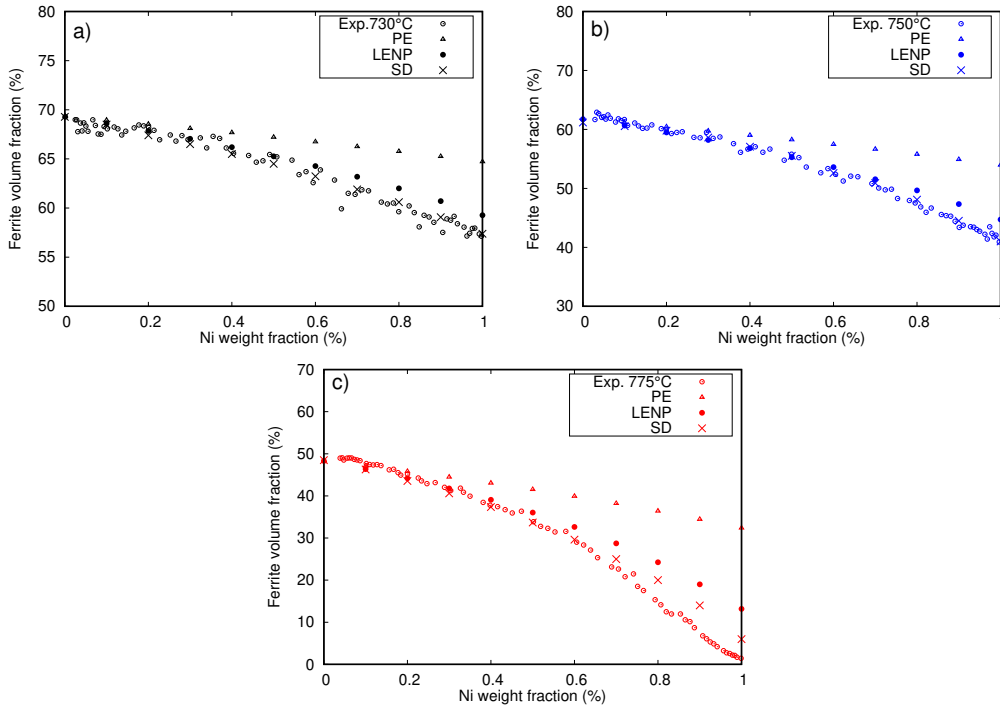 a)
Exp.730°C
PE
LENP
SD
Ferrite volume fraction (%)
80
75
70
65
60
55
50
0 0.2 0.4 0.6 0.8 1
Ni weight fraction (%)
b)
Exp. 750°C
PE
LENP
SD
Ferrite volume fraction (%)
80
70
60
50
40
30
0 0.2 0.4 0.6 0.8 1
Ni weight fraction (%)
c)
Exp. 775°C
PE
LENP
SD
Ferrite volume fraction (%)
70
60
50
40
30
20
10
0
0 0.2 0.4 0.6 0.8 1
Ni weight fraction (%)